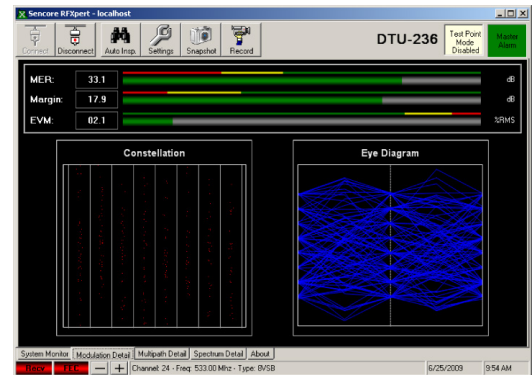 Sencore RFXpert - localhost
Connect Disconnect Auto Insp. Settings Snapshot Record DTU-236 Test Point Mode Disabled Master Alarm
MER: 33.1 dB
Margin: 17.9 dB
EVM: 02.1 %RMS
Constellation Eye Diagram
System Monitor Modulation Detail Multipath Detail Spectrum Detail About
Channel: 24 - Freq: 533.00 Mhz - Type: 8VSB 6/25/2009 9:54 AM